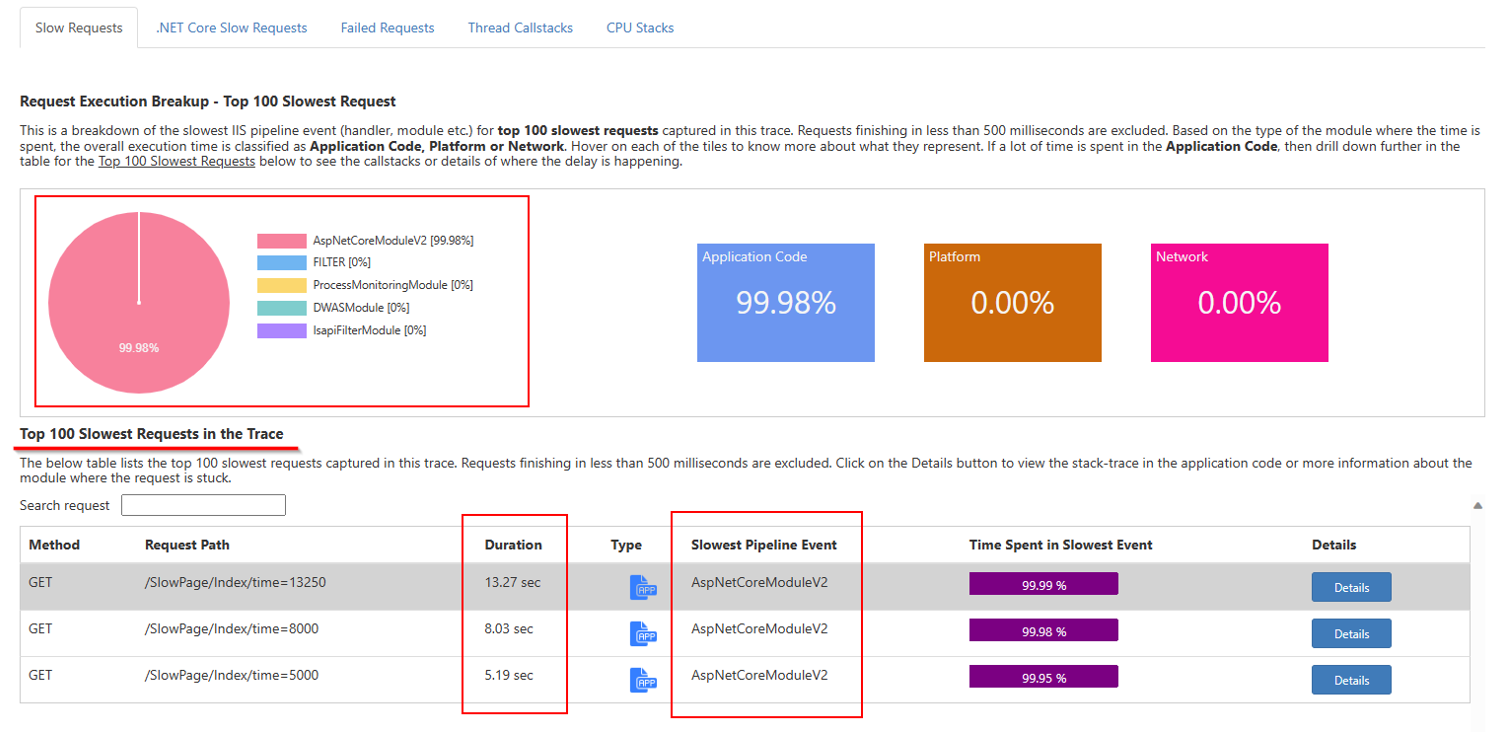 Slow Requests .NET Core Slow Requests Failed Requests Thread Callstacks CPU Stacks
Request Execution Breakup - Top 100 Slowest Request
This is a breakdown of the slowest IIS pipeline event (handler, module etc.) for top 100 slowest requests captured in this trace. Requests finishing in less than 500 milliseconds are excluded. Based on the type of the module where the time is
spent, the overall execution time is classified as Application Code, Platform or Network. Hover on each of the tiles to know more about what they represent. If a lot of time is spent in the Application Code, then drill down further in the
table for the Top 100 Slowest Requests below to see the callstacks or details of where the delay is happening.
99.98%
AspNetCoreModuleV2 [99.98%]
FILTER [0%]
ProcessMonitoringModule [0%]
DWASModule [0%]
IsapiFilterModule [0%]
Application Code
99.98%
Platform
0.00%
Network
0.00%
Top 100 Slowest Requests in the Trace
The below table lists the top 100 slowest requests captured in this trace. Requests finishing in less than 500 milliseconds are excluded. Click on the Details button to view the stack-trace in the application code or more information about the
module where the request is stuck.
Search request
Method Request Path Duration Type Slowest Pipeline Event Time Spent in Slowest Event Details
GET /SlowPage/Index/time=13250 13.27 sec APP AspNetCoreModuleV2 99.99 % Details
GET /SlowPage/Index/time=8000 8.03 sec APP AspNetCoreModuleV2 99.98 % Details
GET /SlowPage/Index/time=5000 5.19 sec APP AspNetCoreModuleV2 99.95 % Details